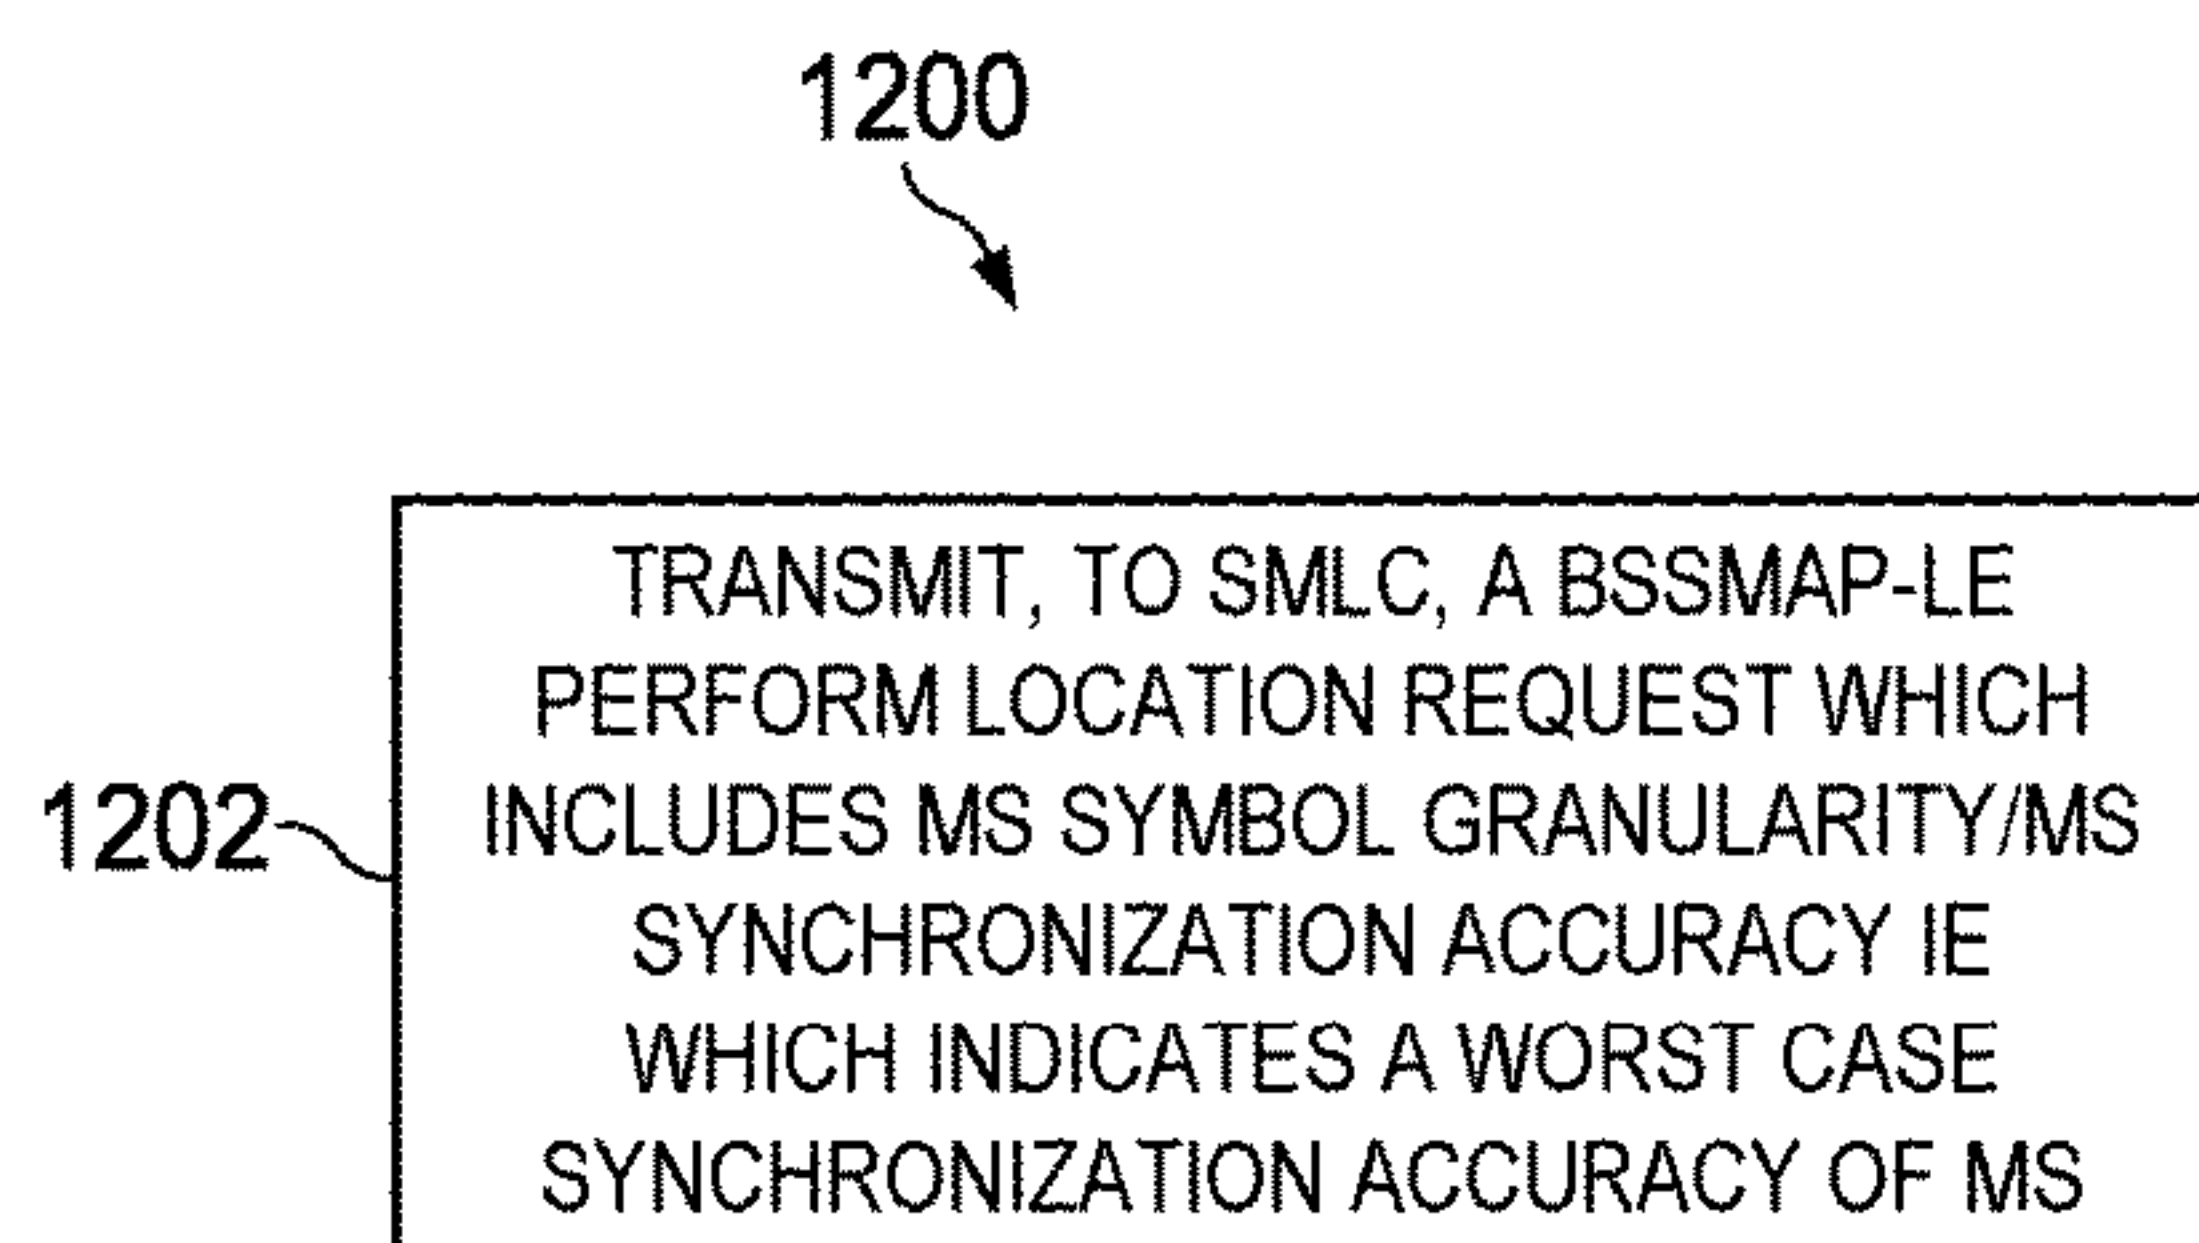 1200
TRANSMIT, TO SMLC, A BSSMAP-LE
PERFORM LOCATION REQUEST WHICH
INCLUDES MS SYMBOL GRANULARITY/MS
1202
SYNCHRONIZATION ACCURACY IE
WHICH INDICATES A WORST CASE
SYNCHRONIZATION ACCURACY OF MS